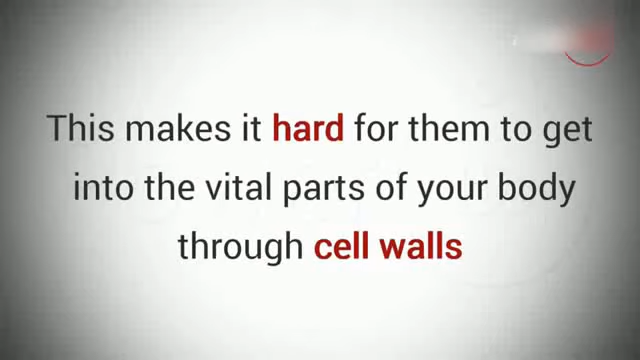 This makes it hard for them to get
into the vital parts of your body
through cell walls